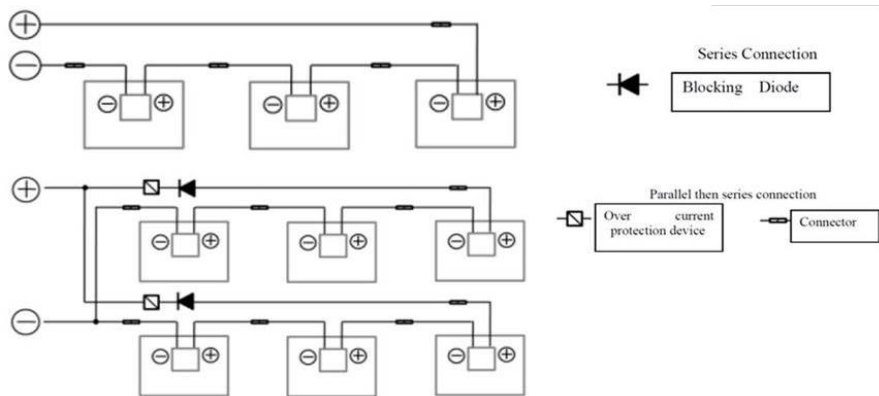 Series Connection
Blocking Diode
Parallel then series connection
Over current
protection device
Connector